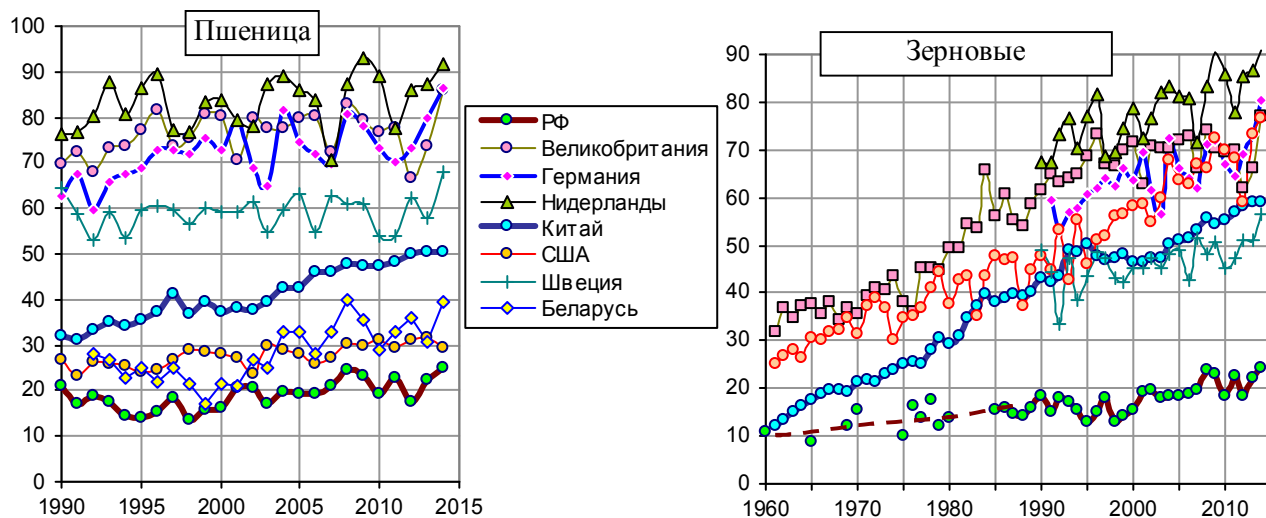 Пшеница
100
90
80
70
60
50
40
30
20
10
0
1990 1995 2000 2005 2010 2015
РФ
Великобритания
Германия
Нидерланды
Китай
США
Швеция
Беларусь
Зерновые
90
80
70
60
50
40
30
20
10
0
1960 1970 1980 1990 2000 2010